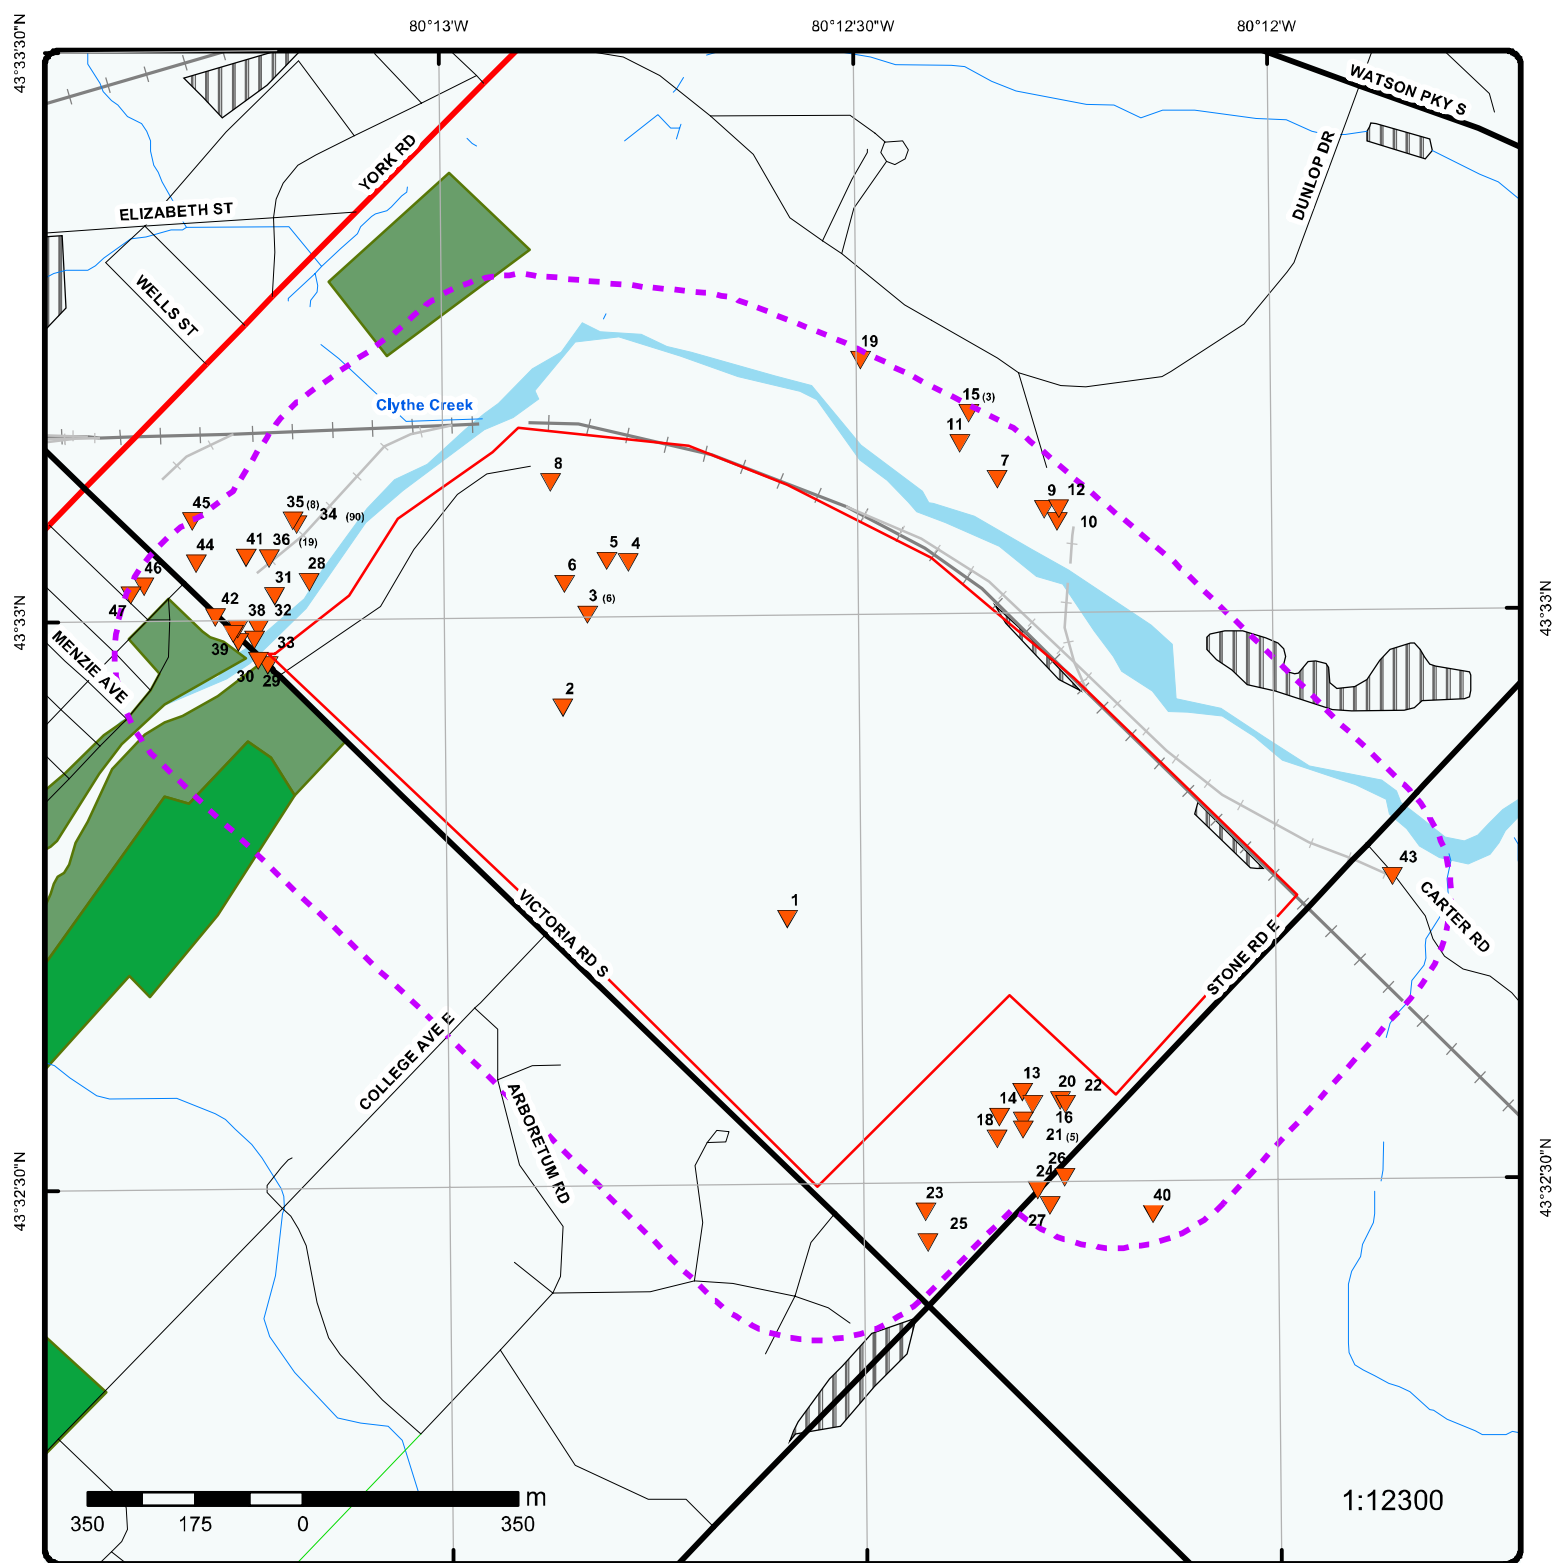 80°13'W
80°12'30"W
80°12'W
43°33'30"N
WATSON PKY S
YORK RD
DUNLOP DR
ELIZABETH ST
WELLS ST
19
Clythe Creek
15 (3)
11
8
7
9
12
10
45
35 (8)
34 (90)
44
41
36 (19)
5
4
46
28
6
47
31
3 (6)
42
38
32
43°33'N
43°33'N
39
33
MENZIE AVE
30
29
2
43
1
CARTER RD
VICTORIA RD S
STONE RD E
COLLEGE AVE E
13
20
22
14
ARBORETUM RD
18
16
21 (5)
26
43°32'30"N
24
43°32'30"N
23
40
27
25
m
1:12300
350
175
0
350